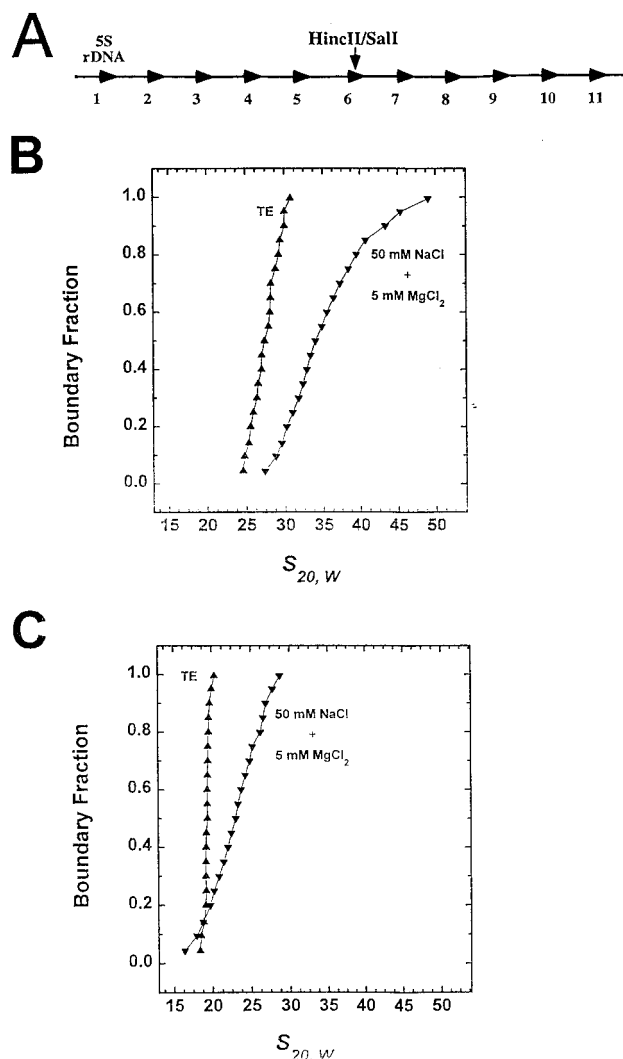 A
5S
rDNA
HincII/SalI
1 2 3 4 5 6 7 8 9 10 11
B
1.0
0.8
0.6
0.4
0.2
0.0
Boundary Fraction
TE
50 mM NaCl
+
5 mM MgCl2
15 20 25 30 35 40 45 50
S20, W
C
1.0
0.8
0.6
0.4
0.2
0.0
Boundary Fraction
TE
50 mM NaCl
+
5 mM MgCl2
15 20 25 30 35 40 45 50
S20, W